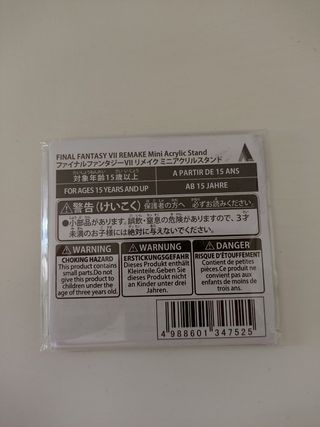 FINAL FANTASY VII REMAKE Mini Acrylic Stand
ファイナルファンタジーVII リメイク ミニアクリルスタンド
対象年齢15歳以上
A PARTIR DE 15 ANS
FOR AGES 15 YEARS AND UP
AB 15 JAHRE
警告(けいこく) 保護者の方へ 必ずお読みください。
●小部品があります。誤飲・窒息の危険がありますので、3才
未満のお子様には絶対に与えないでください。
WARNING
CHOKING HAZARD
This product contains
small parts.Do not
give this product to
children under the
age of three years old.
WARNUNG
ERSTICKUNGSGEFAHR
Dieses Produkt enthält
Kleinteile.Geben Sie
dieses Produkt nicht
an Kinder unter drei
Jahren.
DANGER
RISQUE D'ETOUFFEMENT
Contient de petites
pièces.Ce produit ne
convient pas aux
enfants de moins de
trois ans.
4 988601 347525